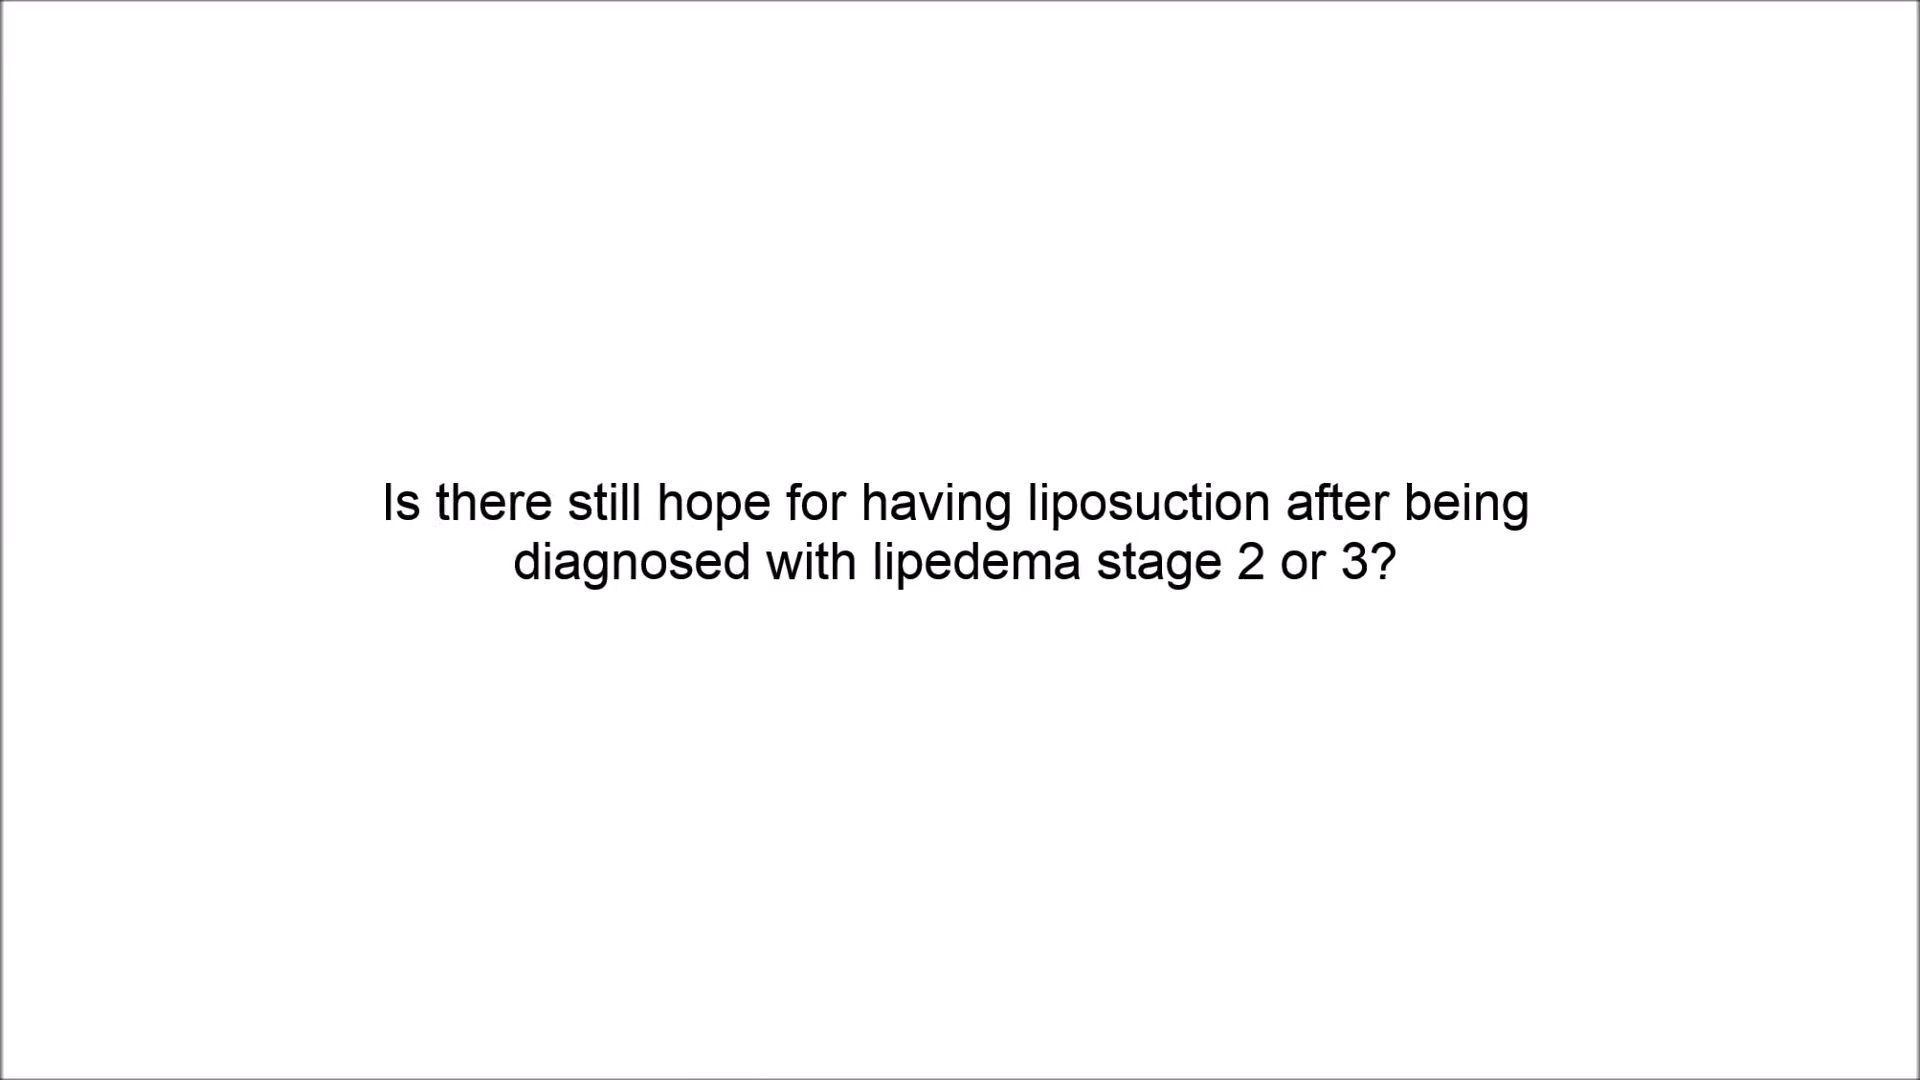 Is there still hope for having liposuction after being
diagnosed with lipedema stage 2 or 3?